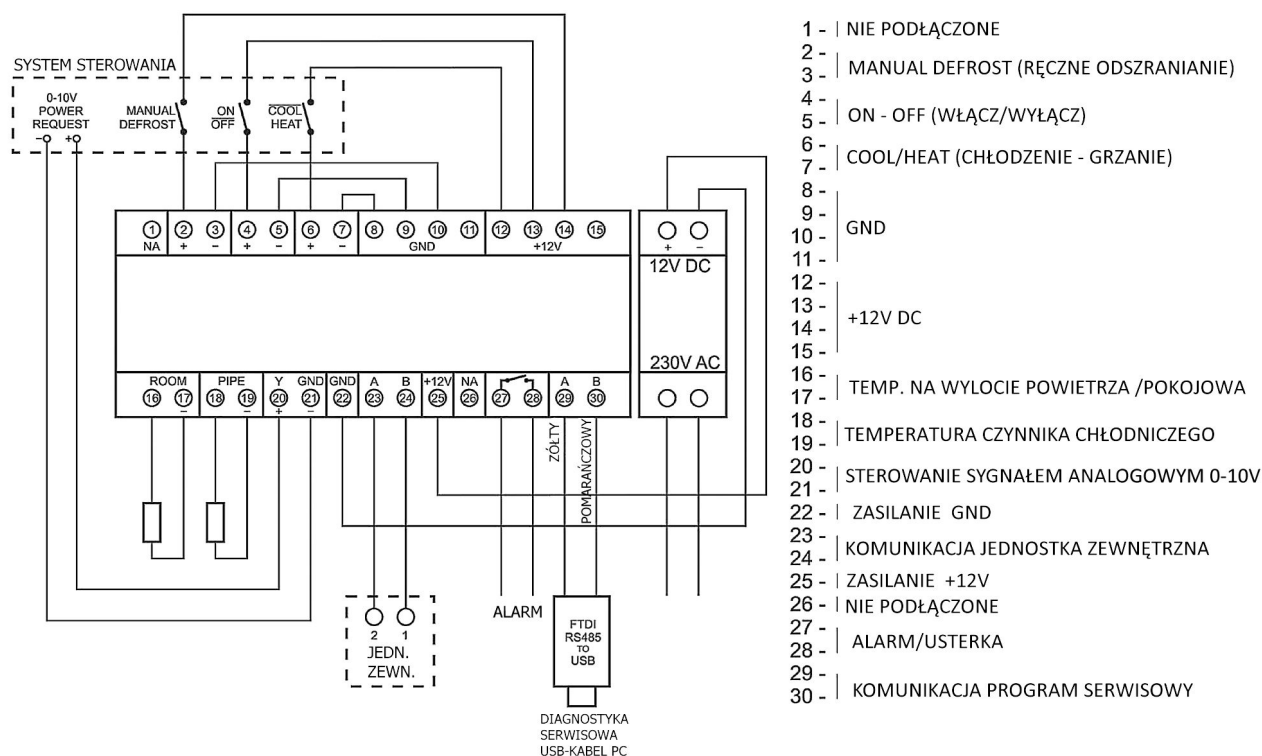 SYSTEM STEROWANIA
0-10V
POWER
REQUEST
− +
MANUAL
DEFROST
ON
OFF
COOL
HEAT
1 2 3 4 5 6 7 8 9 10 11 12 13 14 15
NA + − + − + − GND +12V
+ −
12V DC
230V AC
ROOM PIPE Y GND GND A B +12V NA A B
16 17 18 19 20 21 22 23 24 25 26 27 28 29 30
− − + −
ŻÓŁTY
POMARAŃCZOWY
2 1
JEDN.
ZEWN.
ALARM
FTDI
RS485
TO
USB
DIAGNOSTYKA
SERWISOWA
USB-KABEL PC
1 - NIE PODŁĄCZONE
2 -
3 - MANUAL DEFROST (RĘCZNE ODSZRANIANIE)
4 -
5 - ON - OFF (WŁĄCZ/WYŁĄCZ)
6 -
7 - COOL/HEAT (CHŁODZENIE - GRZANIE)
8 -
9 -
10 - GND
11 -
12 -
13 -
14 - +12V DC
15 -
16 -
17 - TEMP. NA WYLOCIE POWIETRZA /POKOJOWA
18 -
19 - TEMPERATURA CZYNNIKA CHŁODNICZEGO
20 -
21 - STEROWANIE SYGNAŁEM ANALOGOWYM 0-10V
22 - ZASILANIE GND
23 -
24 - KOMUNIKACJA JEDNOSTKA ZEWNĘTRZNA
25 - ZASILANIE +12V
26 - NIE PODŁĄCZONE
27 -
28 - ALARM/USTERKA
29 -
30 - KOMUNIKACJA PROGRAM SERWISOWY